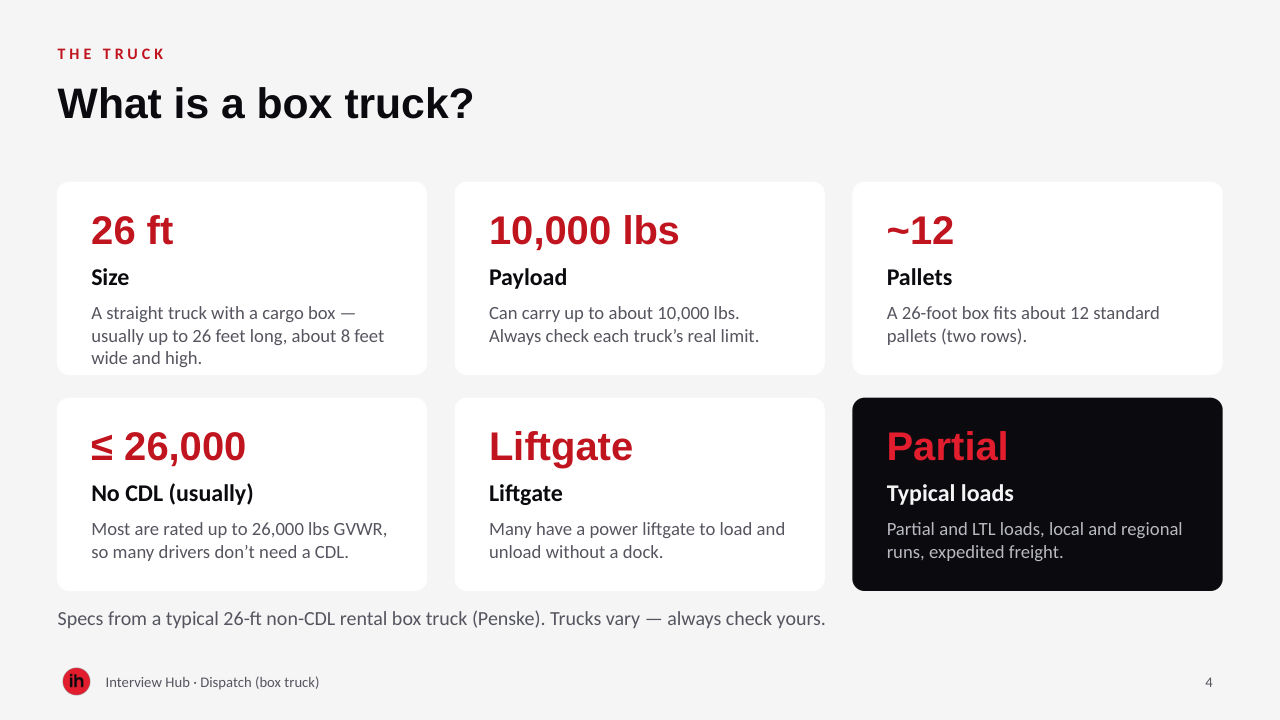 THE TRUCK
What is a box truck?
26 ft
Size
A straight truck with a cargo box —
usually up to 26 feet long, about 8 feet
wide and high.
10,000 lbs
Payload
Can carry up to about 10,000 lbs.
Always check each truck’s real limit.
~12
Pallets
A 26-foot box fits about 12 standard
pallets (two rows).
≤ 26,000
No CDL (usually)
Most are rated up to 26,000 lbs GVWR,
so many drivers don’t need a CDL.
Liftgate
Liftgate
Many have a power liftgate to load and
unload without a dock.
Partial
Typical loads
Partial and LTL loads, local and regional
runs, expedited freight.
Specs from a typical 26-ft non-CDL rental box truck (Penske). Trucks vary — always check yours.
ih
Interview Hub · Dispatch (box truck)
4